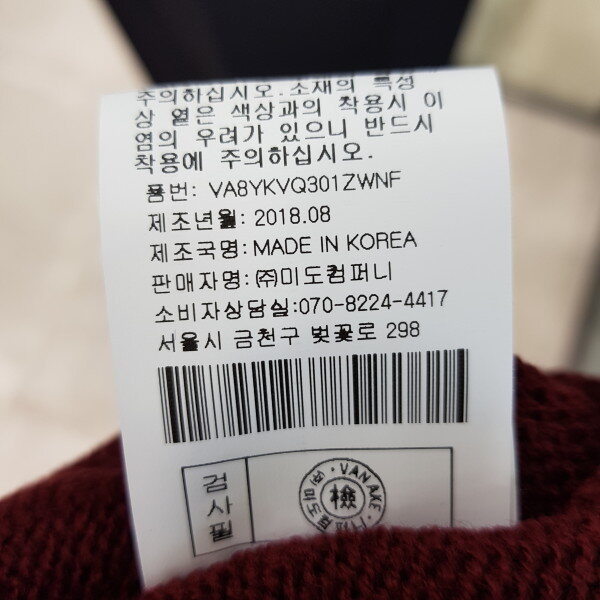 주의하십시오.소재의 특성
상 옅은 색상과의 착용시 이
염의 우려가 있으니 반드시
착용에 주의하십시오.
품번: VA8YKVQ301ZWNF
제조년월: 2018.08
제조국명: MADE IN KOREA
판매자명: ㈜미도컴퍼니
소비자상담실:070-8224-4417
서울시 금천구 벚꽃로 298
검사필
VAN AKE
檢